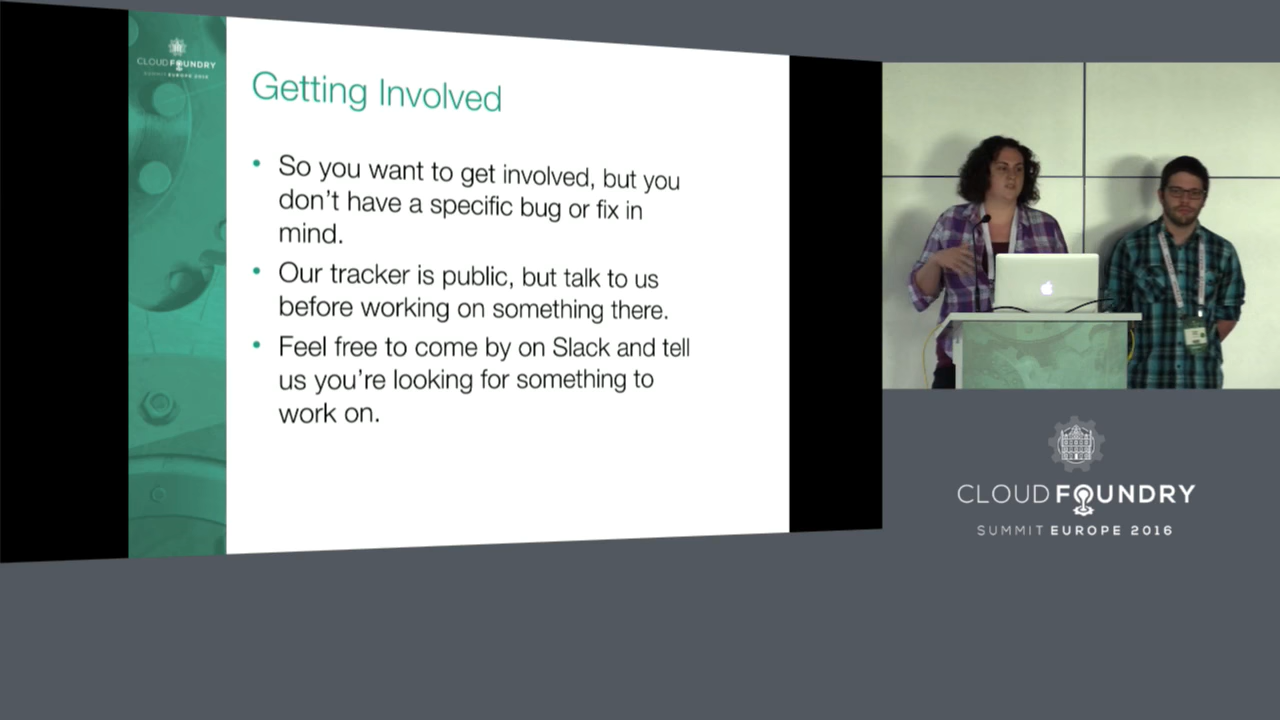 CLOUD FOUNDRY
SUMMIT EUROPE 2016
Getting Involved
• So you want to get involved, but you
don't have a specific bug or fix in
mind.
• Our tracker is public, but talk to us
before working on something there.
• Feel free to come by on Slack and tell
us you're looking for something to
work on.
CLOUD FOUNDRY
SUMMIT EUROPE 2016